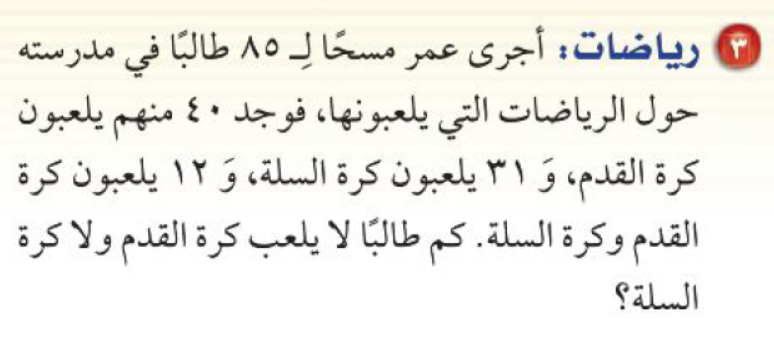 ٣ رياضات: أجرى عمر مسحًا لِـ ٨٥ طالبًا في مدرسته
حول الرياضات التي يلعبونها، فوجد ٤٠ منهم يلعبون
كرة القدم، وَ ٣١ يلعبون كرة السلة، وَ ١٢ يلعبون كرة
القدم وكرة السلة. كم طالبًا لا يلعب كرة القدم ولا كرة
السلة؟